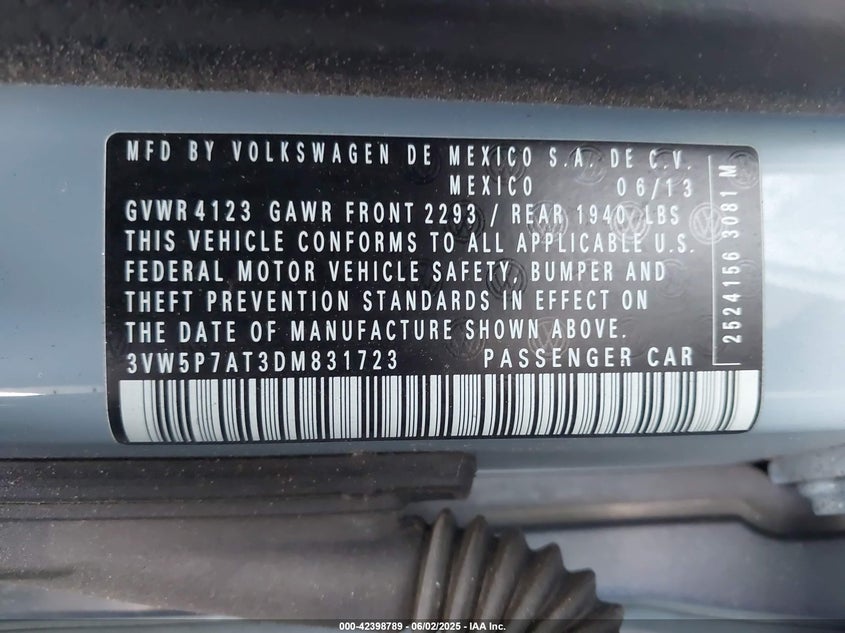 MFD BY VOLKSWAGEN DE MEXICO S.A. DE C.V.
MEXICO 06/13
GVWR 4123 GAWR FRONT 2293 / REAR 1940 LBS
THIS VEHICLE CONFORMS TO ALL APPLICABLE U.S.
FEDERAL MOTOR VEHICLE SAFETY, BUMPER AND
THEFT PREVENTION STANDARDS IN EFFECT ON
THE DATE OF MANUFACTURE SHOWN ABOVE.
3VW5P7AT3DM831723 PASSENGER CAR
2524156 3081 M
000-42398789 - 06/02/2025 - IAA Inc.